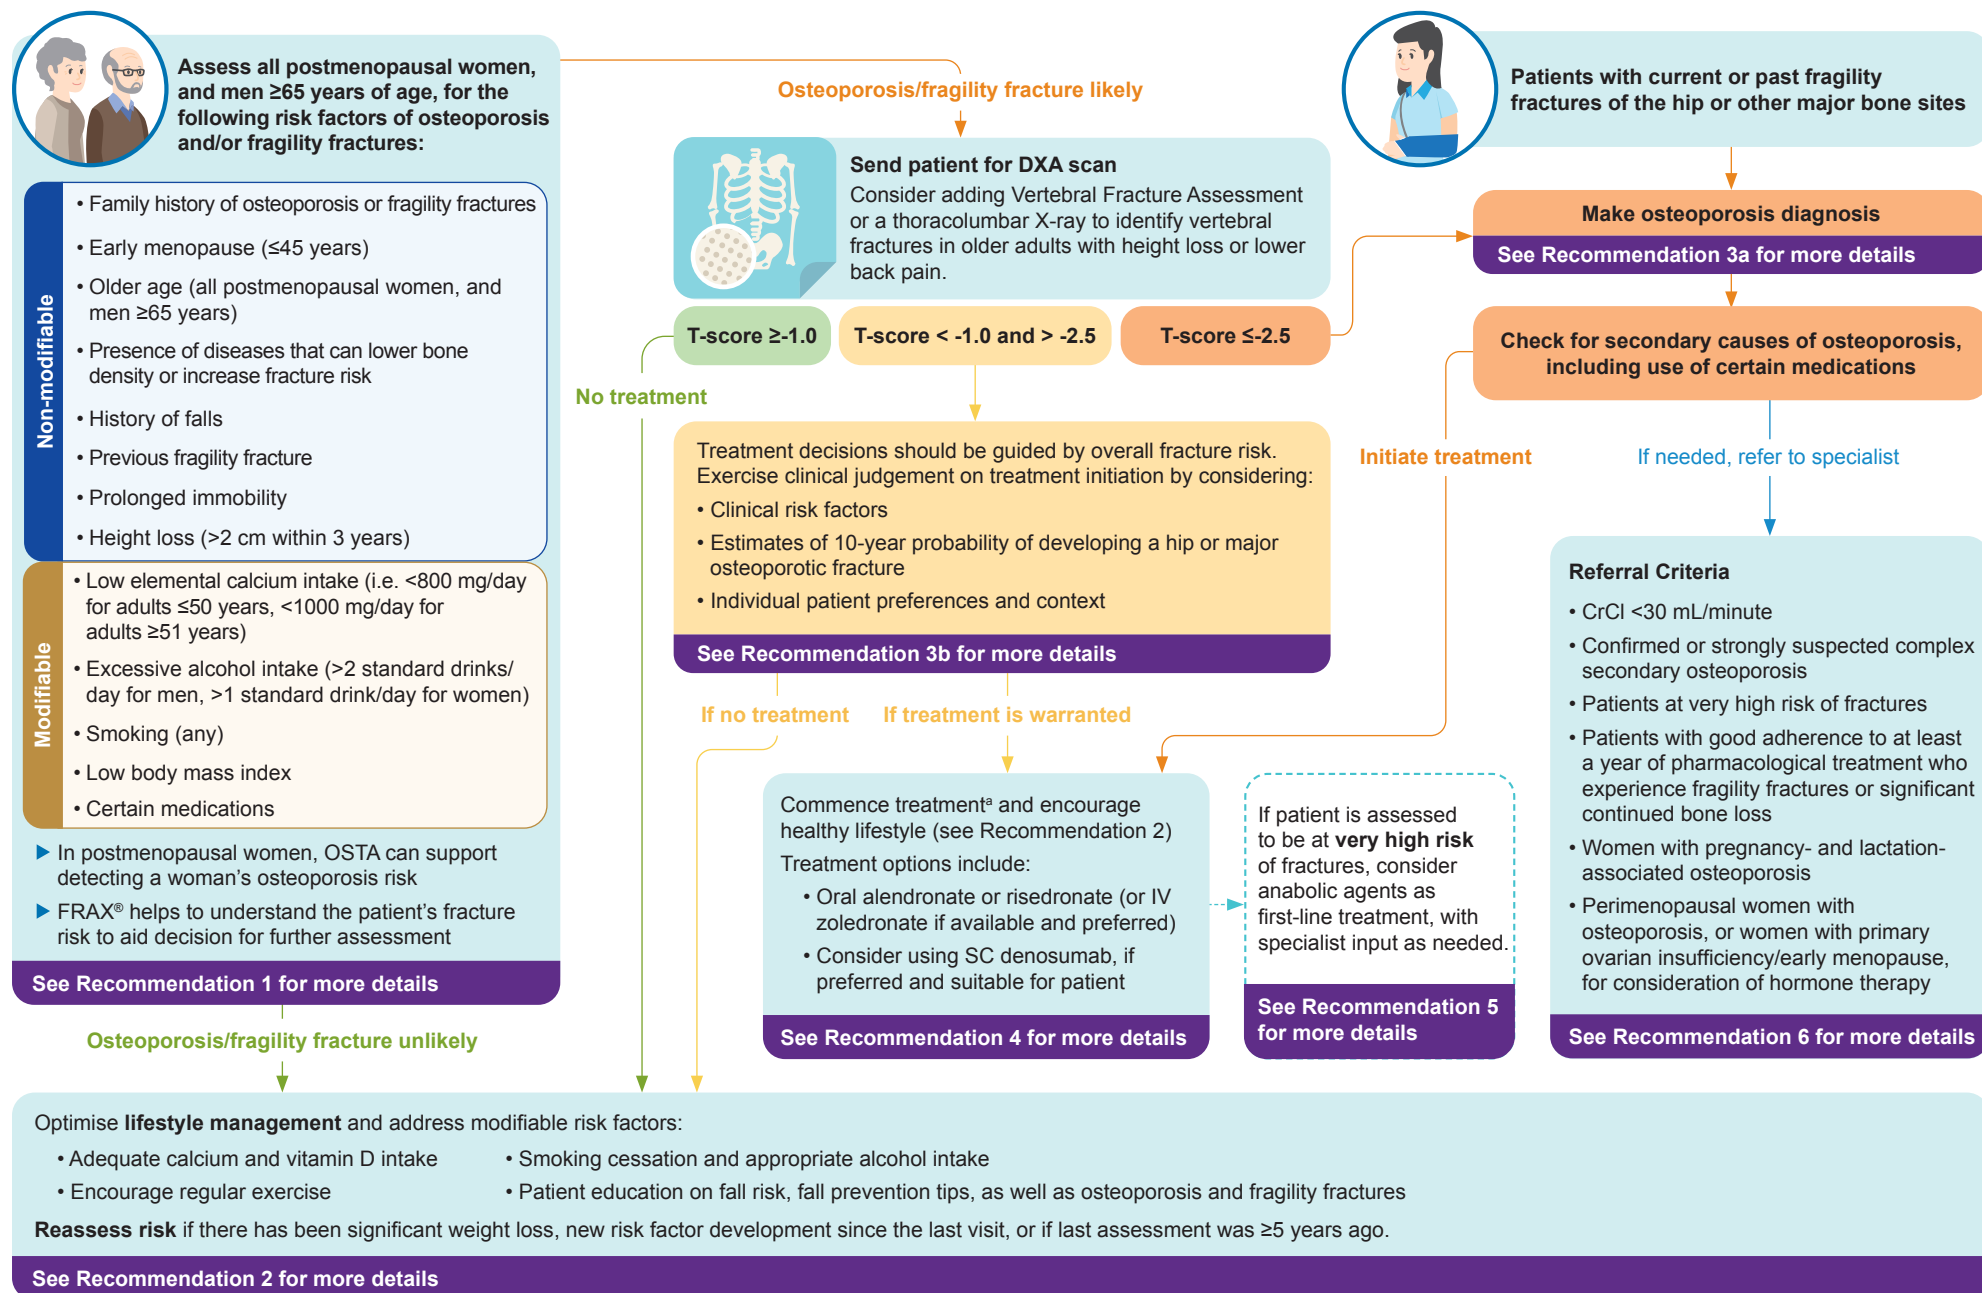 Assess all postmenopausal women,
and men ≥65 years of age, for the
following risk factors of osteoporosis
and/or fragility fractures:
Non-modifiable
• Family history of osteoporosis or fragility fractures
• Early menopause (≤45 years)
• Older age (all postmenopausal women, and
men ≥65 years)
• Presence of diseases that can lower bone
density or increase fracture risk
• History of falls
• Previous fragility fracture
• Prolonged immobility
• Height loss (>2 cm within 3 years)
Modifiable
• Low elemental calcium intake (i.e. <800 mg/day
for adults ≤50 years, <1000 mg/day for
adults ≥51 years)
• Excessive alcohol intake (>2 standard drinks/
day for men, >1 standard drink/day for women)
• Smoking (any)
• Low body mass index
• Certain medications
▶ In postmenopausal women, OSTA can support
detecting a woman's osteoporosis risk
▶ FRAX® helps to understand the patient's fracture
risk to aid decision for further assessment
See Recommendation 1 for more details
Osteoporosis/fragility fracture unlikely
Osteoporosis/fragility fracture likely
Send patient for DXA scan
Consider adding Vertebral Fracture Assessment
or a thoracolumbar X-ray to identify vertebral
fractures in older adults with height loss or lower
back pain.
T-score ≥-1.0
T-score < -1.0 and > -2.5
T-score ≤-2.5
No treatment
Treatment decisions should be guided by overall fracture risk.
Exercise clinical judgement on treatment initiation by considering:
• Clinical risk factors
• Estimates of 10-year probability of developing a hip or major
osteoporotic fracture
• Individual patient preferences and context
See Recommendation 3b for more details
If no treatment
If treatment is warranted
Commence treatmentᵃ and encourage
healthy lifestyle (see Recommendation 2)
Treatment options include:
• Oral alendronate or risedronate (or IV
zoledronate if available and preferred)
• Consider using SC denosumab, if
preferred and suitable for patient
See Recommendation 4 for more details
If patient is assessed
to be at very high risk
of fractures, consider
anabolic agents as
first-line treatment, with
specialist input as needed.
See Recommendation 5
for more details
Patients with current or past fragility
fractures of the hip or other major bone sites
Make osteoporosis diagnosis
See Recommendation 3a for more details
Check for secondary causes of osteoporosis,
including use of certain medications
Initiate treatment
If needed, refer to specialist
Referral Criteria
• CrCl <30 mL/minute
• Confirmed or strongly suspected complex
secondary osteoporosis
• Patients at very high risk of fractures
• Patients with good adherence to at least
a year of pharmacological treatment who
experience fragility fractures or significant
continued bone loss
• Women with pregnancy- and lactation-
associated osteoporosis
• Perimenopausal women with
osteoporosis, or women with primary
ovarian insufficiency/early menopause,
for consideration of hormone therapy
See Recommendation 6 for more details
Optimise lifestyle management and address modifiable risk factors:
• Adequate calcium and vitamin D intake
• Encourage regular exercise
• Smoking cessation and appropriate alcohol intake
• Patient education on fall risk, fall prevention tips, as well as osteoporosis and fragility fractures
Reassess risk if there has been significant weight loss, new risk factor development since the last visit, or if last assessment was ≥5 years ago.
See Recommendation 2 for more details